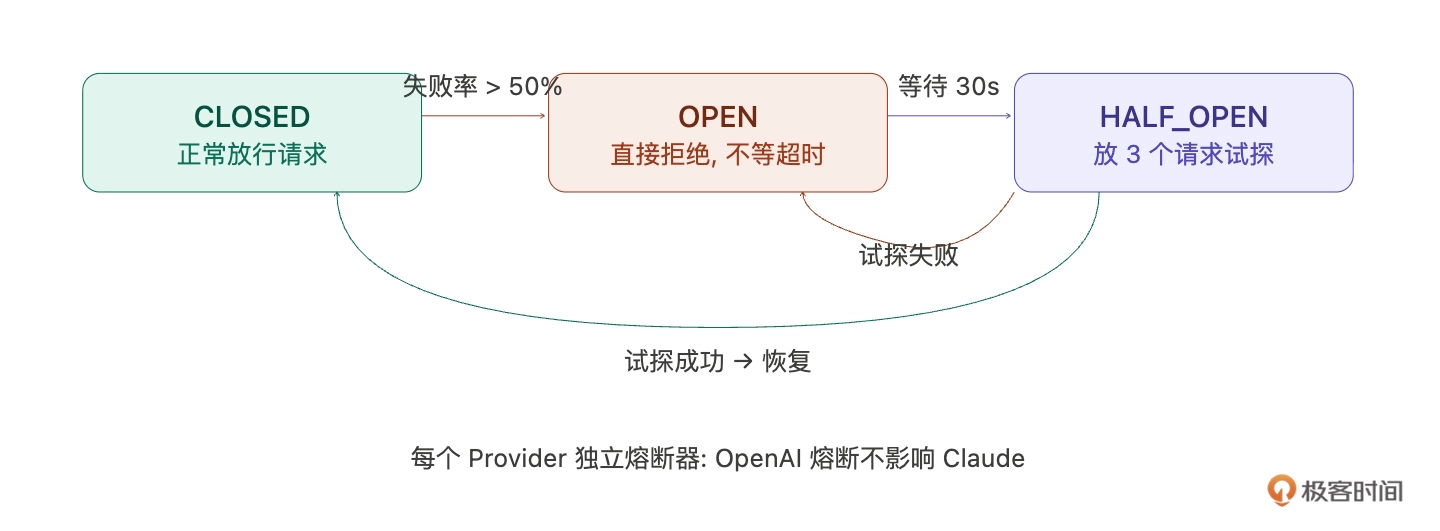 失败率 > 50%
等待 30s
CLOSED
正常放行请求
OPEN
直接拒绝, 不等超时
HALF_OPEN
放 3 个请求试探
试探失败
试探成功 → 恢复
每个 Provider 独立熔断器: OpenAI 熔断不影响 Claude
极客时间